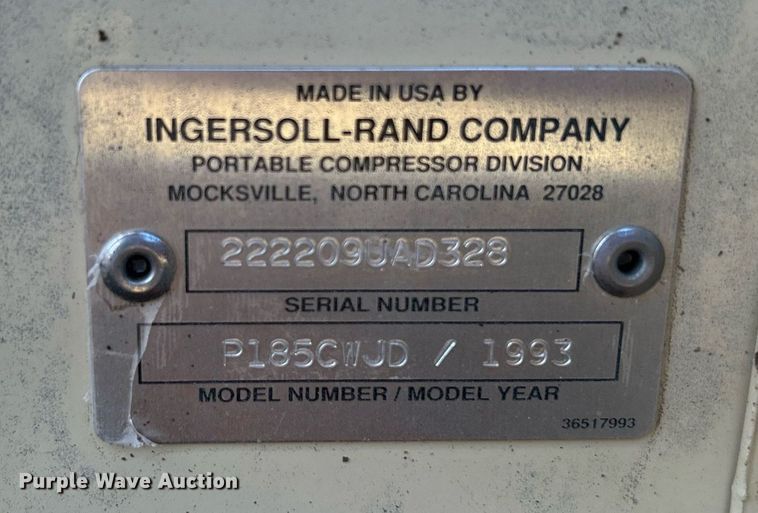 MADE IN USA BY
INGERSOLL-RAND COMPANY
PORTABLE COMPRESSOR DIVISION
MOCKSVILLE, NORTH CAROLINA 27028
222209UAD328
SERIAL NUMBER
P185CWJD / 1993
MODEL NUMBER / MODEL YEAR
36517993
Purple Wave Auction